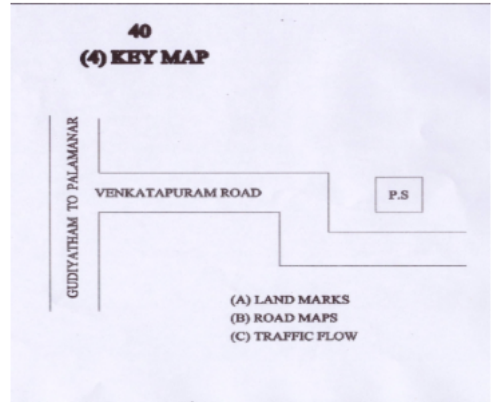 40
(4) KEY MAP
GUDIYATHAM TO PALAMANAR
VENKATAPURAM ROAD
P.S
(A) LAND MARKS
(B) ROAD MAPS
(C) TRAFFIC FLOW